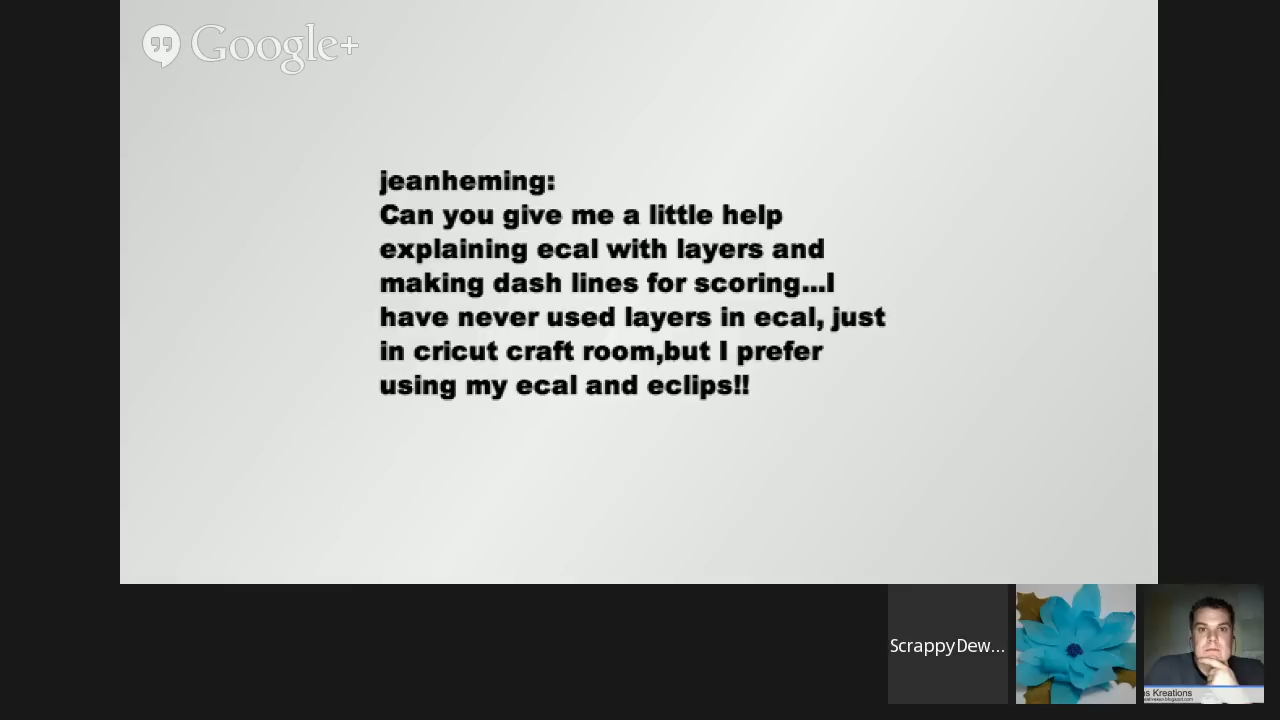 Google+
jeanheming:
Can you give me a little help
explaining ecal with layers and
making dash lines for scoring...I
have never used layers in ecal, just
in cricut craft room,but I prefer
using my ecal and eclips!!
ScrappyDew...
s Kreations